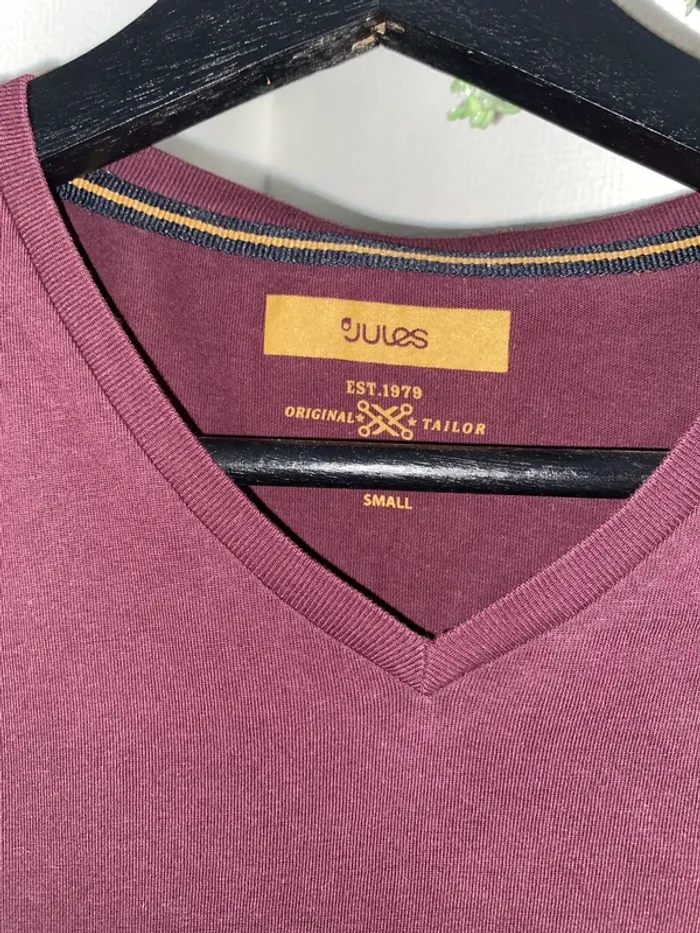 JULES
EST.1979
ORIGINAL TAILOR
SMALL